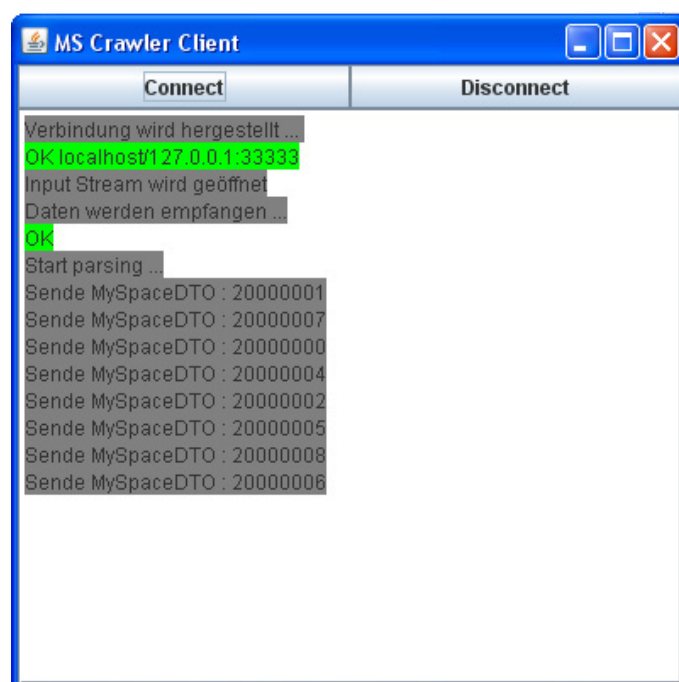 MS Crawler Client
Connect Disconnect
Verbindung wird hergestellt ...
OK localhost/127.0.0.1:33333
Input Stream wird geöffnet
Daten werden empfangen ...
OK
Start parsing ...
Sende MySpaceDTO : 20000001
Sende MySpaceDTO : 20000007
Sende MySpaceDTO : 20000000
Sende MySpaceDTO : 20000004
Sende MySpaceDTO : 20000002
Sende MySpaceDTO : 20000005
Sende MySpaceDTO : 20000008
Sende MySpaceDTO : 20000006